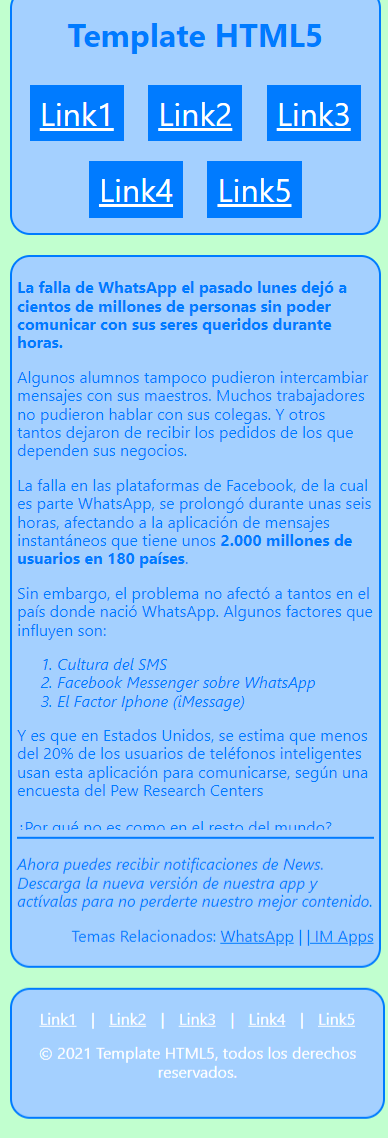 Template HTML5
Link1 Link2 Link3
Link4 Link5
La falla de WhatsApp el pasado lunes dejó a
cientos de millones de personas sin poder
comunicar con sus seres queridos durante
horas.
Algunos alumnos tampoco pudieron intercambiar
mensajes con sus maestros. Muchos trabajadores
no pudieron hablar con sus colegas. Y otros
tantos dejaron de recibir los pedidos de los que
dependen sus negocios.
La falla en las plataformas de Facebook, de la cual
es parte WhatsApp, se prolongó durante unas seis
horas, afectando a la aplicación de mensajes
instantáneos que tiene unos 2.000 millones de
usuarios en 180 países.
Sin embargo, el problema no afectó a tantos en el
país donde nació WhatsApp. Algunos factores que
influyen son:
1. Cultura del SMS
2. Facebook Messenger sobre WhatsApp
3. El Factor Iphone (iMessage)
Y es que en Estados Unidos, se estima que menos
del 20% de los usuarios de teléfonos inteligentes
usan esta aplicación para comunicarse, según una
encuesta del Pew Research Centers
¿Por qué no es como en el resto del mundo?
Ahora puedes recibir notificaciones de News.
Descarga la nueva versión de nuestra app y
actívalas para no perderte nuestro mejor contenido.
Temas Relacionados: WhatsApp | | IM Apps
Link1 | Link2 | Link3 | Link4 | Link5
© 2021 Template HTML5, todos los derechos
reservados.